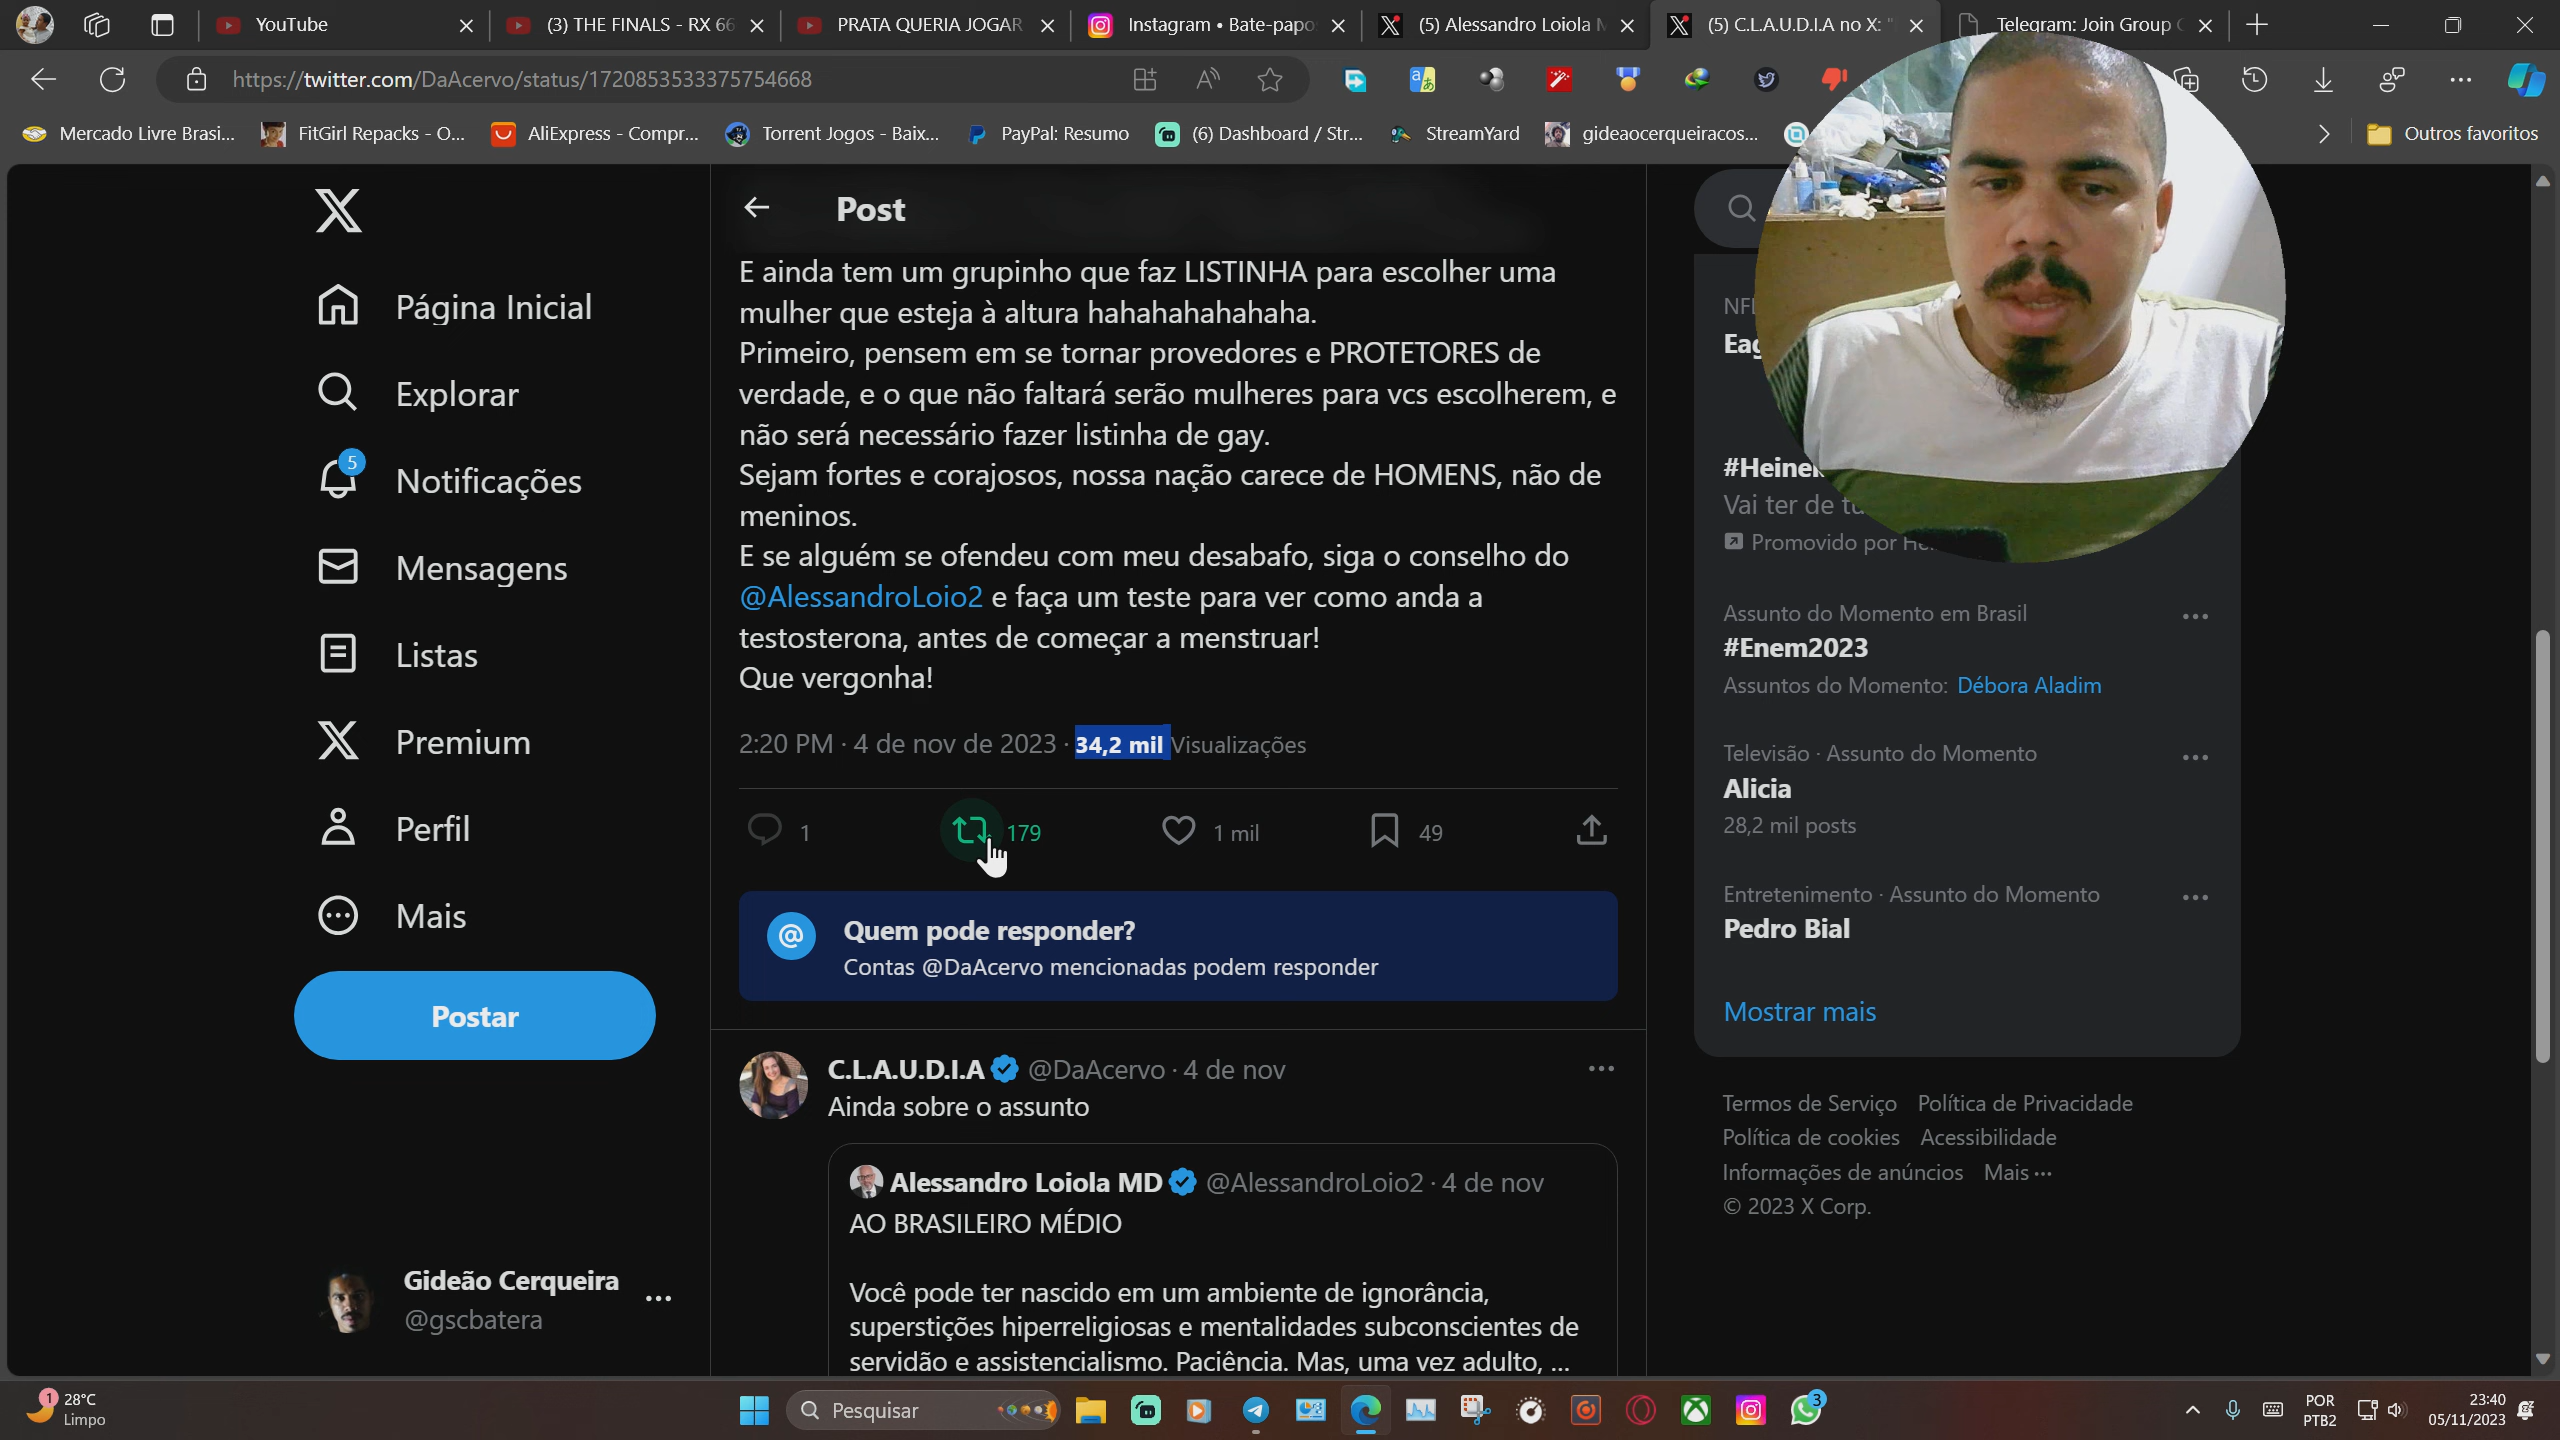 YouTube
(3) THE FINALS - RX 66
PRATA QUERIA JOGAR
Instagram • Bate-papo
(5) Alessandro Loiola
(5) C.L.A.U.D.I.A no X: "
Telegram: Join Group
https://twitter.com/DaAcervo/status/1720853533375754668
Mercado Livre Brasi...
FitGirl Repacks - O...
AliExpress - Compr...
Torrent Jogos - Baix...
PayPal: Resumo
(6) Dashboard / Str...
StreamYard
gideaocerqueiracos...
Outros favoritos
Página Inicial
Explorar
5
Notificações
Mensagens
Listas
Premium
Perfil
Mais
Postar
Gideão Cerqueira
@gscbatera
Post
E ainda tem um grupinho que faz LISTINHA para escolher uma
mulher que esteja à altura hahahahahahaha.
Primeiro, pensem em se tornar provedores e PROTETORES de
verdade, e o que não faltará serão mulheres para vcs escolherem, e
não será necessário fazer listinha de gay.
Sejam fortes e corajosos, nossa nação carece de HOMENS, não de
meninos.
E se alguém se ofendeu com meu desabafo, siga o conselho do
@AlessandroLoio2 e faça um teste para ver como anda a
testosterona, antes de começar a menstruar!
Que vergonha!
2:20 PM · 4 de nov de 2023 · 34,2 mil Visualizações
1 179 1 mil 49
@
Quem pode responder?
Contas @DaAcervo mencionadas podem responder
C.L.A.U.D.I.A @DaAcervo · 4 de nov
Ainda sobre o assunto
Alessandro Loiola MD @AlessandroLoio2 · 4 de nov
AO BRASILEIRO MÉDIO
Você pode ter nascido em um ambiente de ignorância,
superstições hiperreligiosas e mentalidades subconscientes de
servidão e assistencialismo. Paciência. Mas, uma vez adulto, ...
NFL
Eag
#Heine
Vai ter de tu
Promovido por He
Assunto do Momento em Brasil
#Enem2023
Assuntos do Momento: Débora Aladim
Televisão · Assunto do Momento
Alicia
28,2 mil posts
Entretenimento · Assunto do Momento
Pedro Bial
Mostrar mais
Termos de Serviço Política de Privacidade
Política de cookies Acessibilidade
Informações de anúncios Mais ···
© 2023 X Corp.
1
28°C
Limpo
Pesquisar
3
POR
PTB2
23:40
05/11/2023